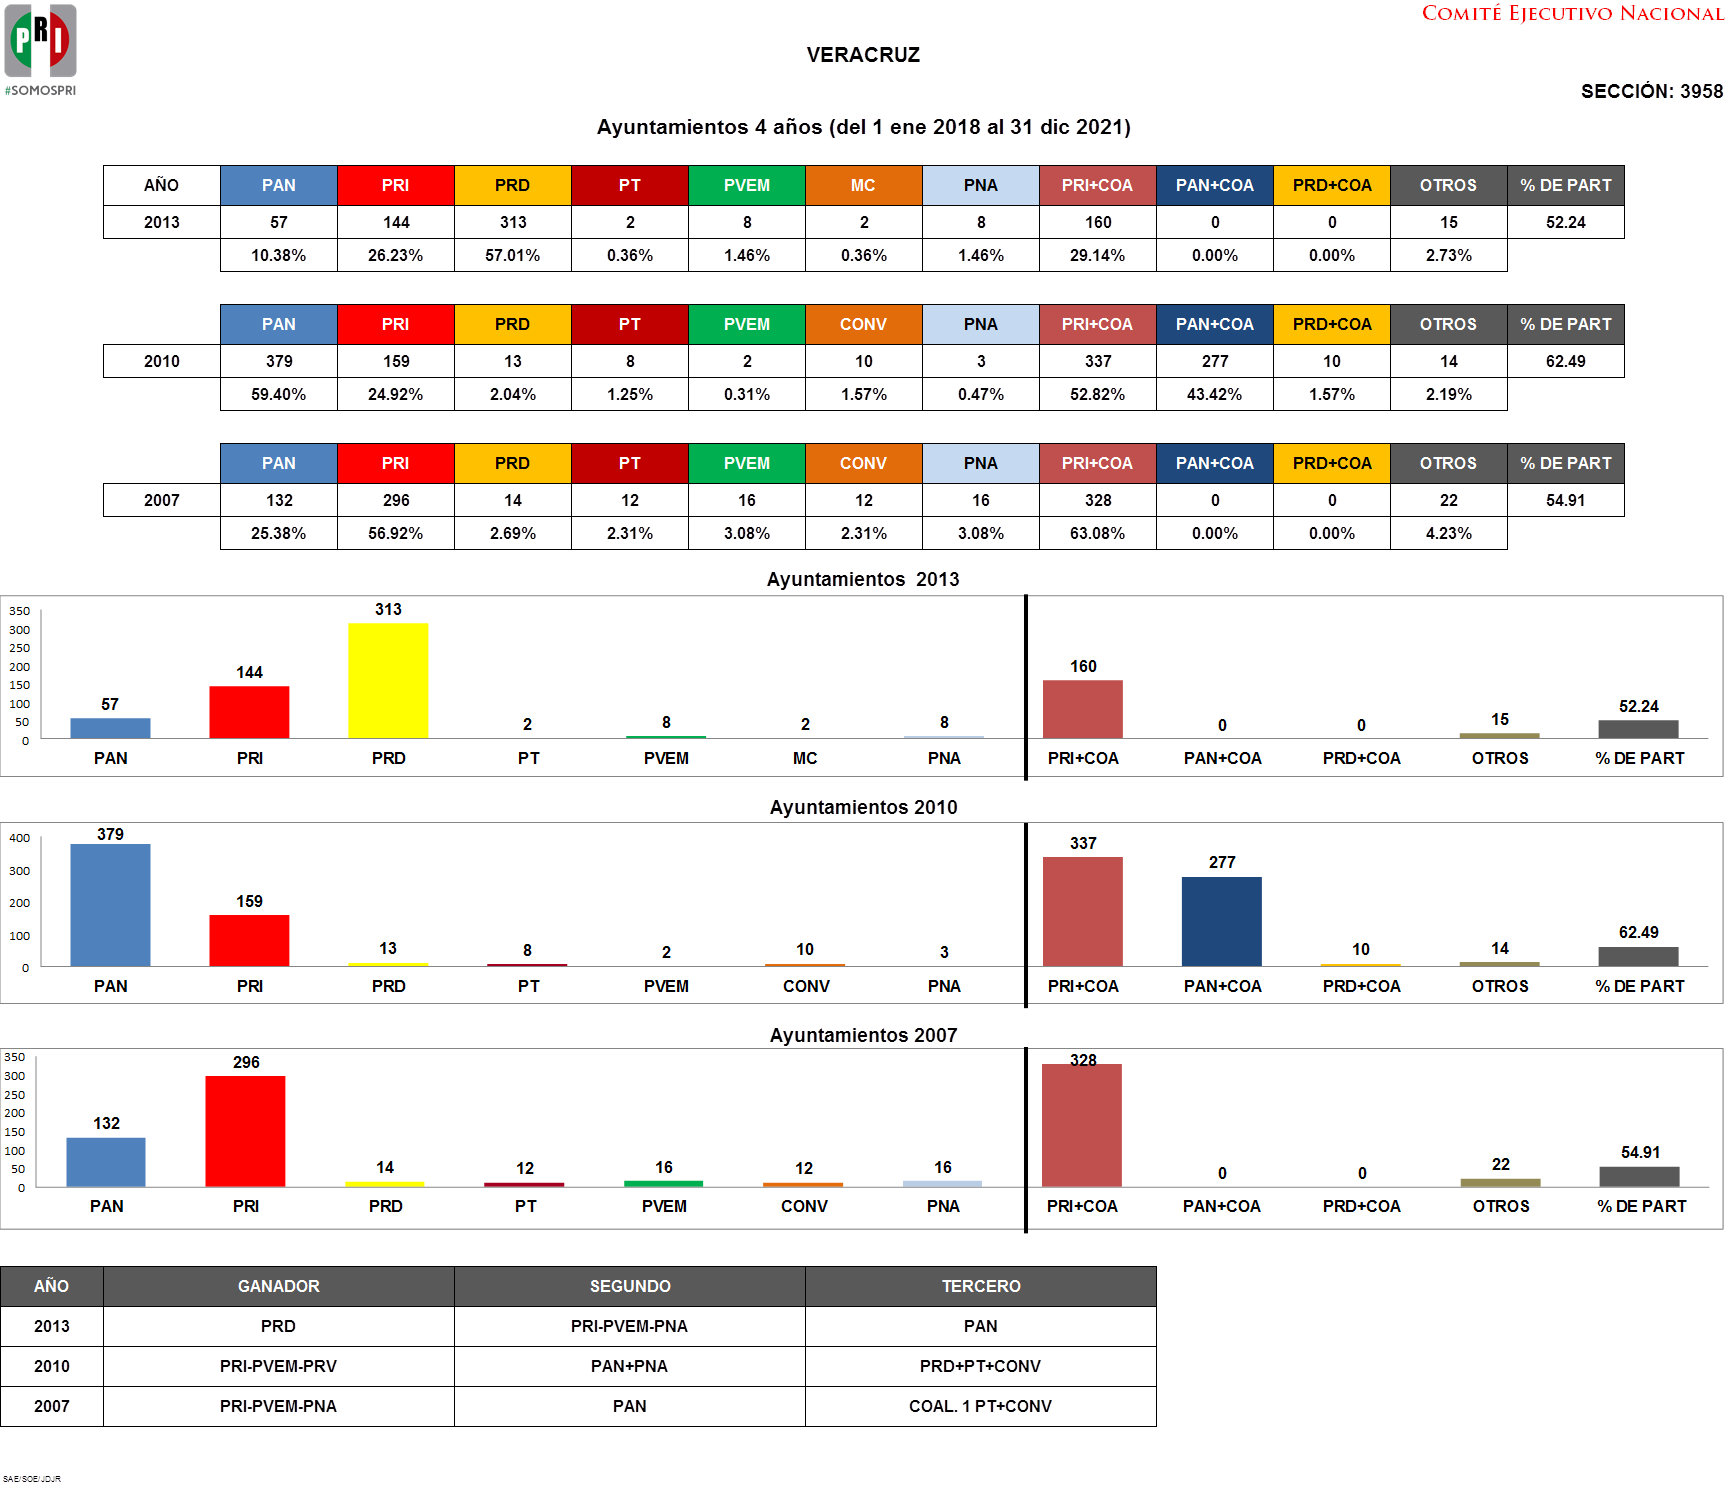 PRI
#SOMOSPRI
COMITÉ EJECUTIVO NACIONAL
VERACRUZ
SECCIÓN: 3958
Ayuntamientos 4 años (del 1 ene 2018 al 31 dic 2021)
AÑO PAN PRI PRD PT PVEM MC PNA PRI+COA PAN+COA PRD+COA OTROS % DE PART
2013 57 144 313 2 8 2 8 160 0 0 15 52.24
10.38% 26.23% 57.01% 0.36% 1.46% 0.36% 1.46% 29.14% 0.00% 0.00% 2.73%
PAN PRI PRD PT PVEM CONV PNA PRI+COA PAN+COA PRD+COA OTROS % DE PART
2010 379 159 13 8 2 10 3 337 277 10 14 62.49
59.40% 24.92% 2.04% 1.25% 0.31% 1.57% 0.47% 52.82% 43.42% 1.57% 2.19%
PAN PRI PRD PT PVEM CONV PNA PRI+COA PAN+COA PRD+COA OTROS % DE PART
2007 132 296 14 12 16 12 16 328 0 0 22 54.91
25.38% 56.92% 2.69% 2.31% 3.08% 2.31% 3.08% 63.08% 0.00% 0.00% 4.23%
Ayuntamientos 2013
350
300
250
200
150
100
50
0
57 144 313 2 8 2 8 160 0 0 15 52.24
PAN PRI PRD PT PVEM MC PNA PRI+COA PAN+COA PRD+COA OTROS % DE PART
Ayuntamientos 2010
400
300
200
100
0
379 159 13 8 2 10 3 337 277 10 14 62.49
PAN PRI PRD PT PVEM CONV PNA PRI+COA PAN+COA PRD+COA OTROS % DE PART
Ayuntamientos 2007
350
300
250
200
150
100
50
0
132 296 14 12 16 12 16 328 0 0 22 54.91
PAN PRI PRD PT PVEM CONV PNA PRI+COA PAN+COA PRD+COA OTROS % DE PART
AÑO GANADOR SEGUNDO TERCERO
2013 PRD PRI-PVEM-PNA PAN
2010 PRI-PVEM-PRV PAN+PNA PRD+PT+CONV
2007 PRI-PVEM-PNA PAN COAL. 1 PT+CONV
SAE/SOE/JDJR